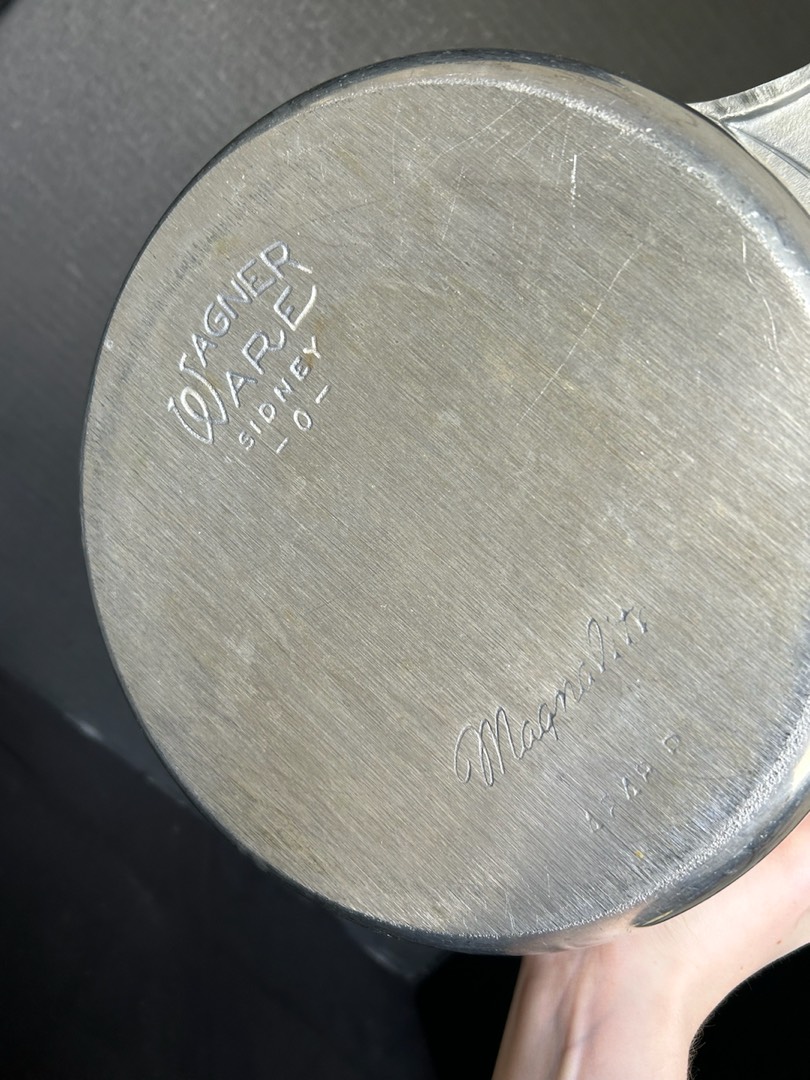 WAGNER
WARE
SIDNEY
-O-
Magnalite